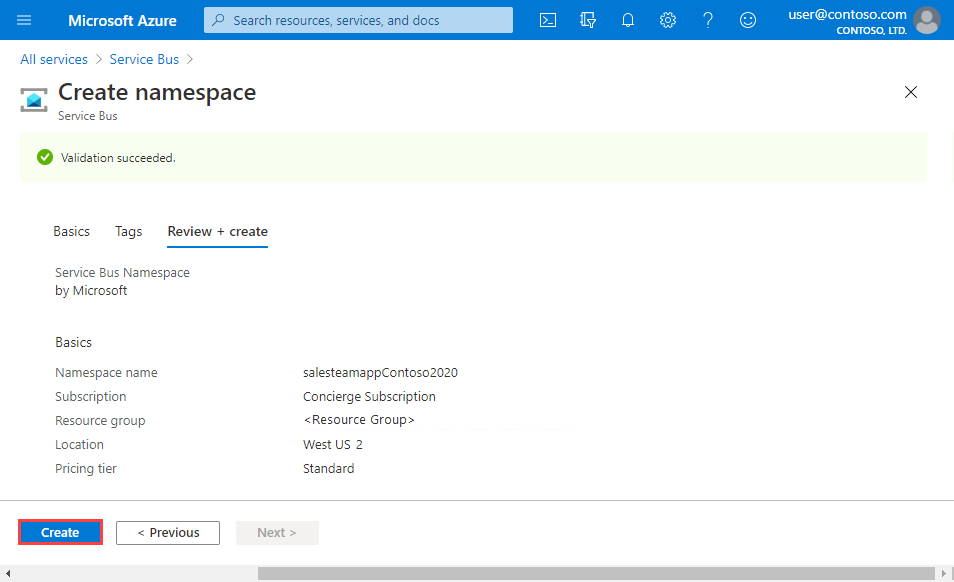 Microsoft Azure
Search resources, services, and docs
user@contoso.com
CONTOSO, LTD.
All services > Service Bus >
Create namespace
Service Bus
Validation succeeded.
Basics Tags Review + create
Service Bus Namespace
by Microsoft
Basics
Namespace name salesteamappContoso2020
Subscription Concierge Subscription
Resource group <Resource Group>
Location West US 2
Pricing tier Standard
Create < Previous Next >